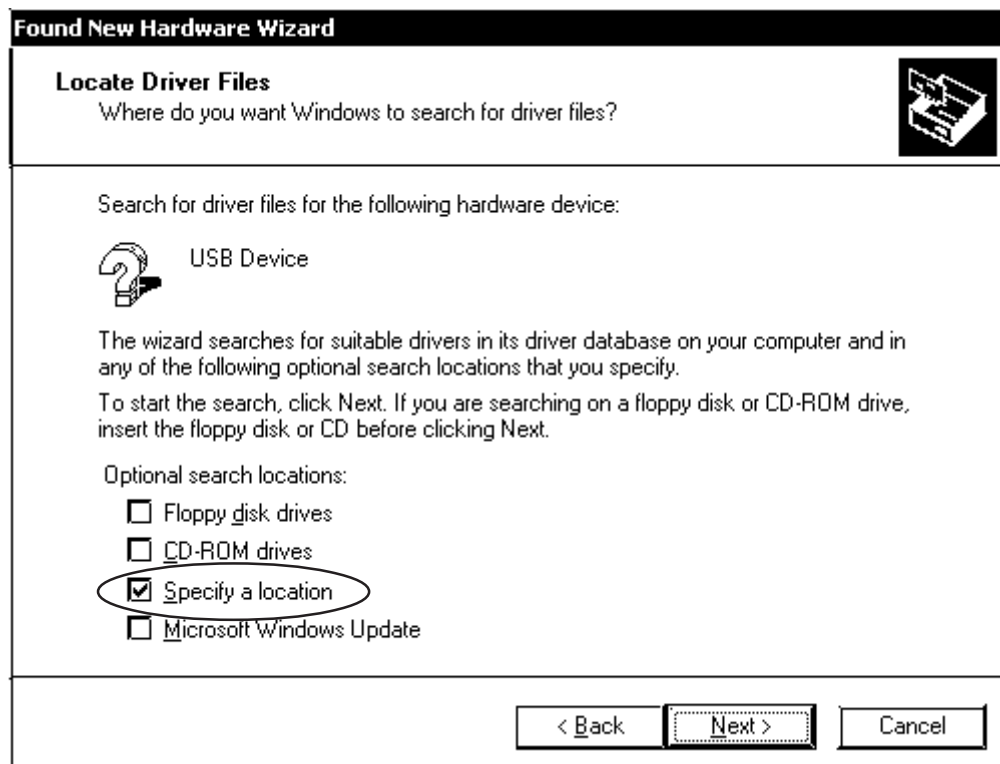 Found New Hardware Wizard
Locate Driver Files
Where do you want Windows to search for driver files?
Search for driver files for the following hardware device:
USB Device
The wizard searches for suitable drivers in its driver database on your computer and in
any of the following optional search locations that you specify.
To start the search, click Next. If you are searching on a floppy disk or CD-ROM drive,
insert the floppy disk or CD before clicking Next.
Optional search locations:
Floppy disk drives
CD-ROM drives
Specify a location
Microsoft Windows Update
< Back Next > Cancel